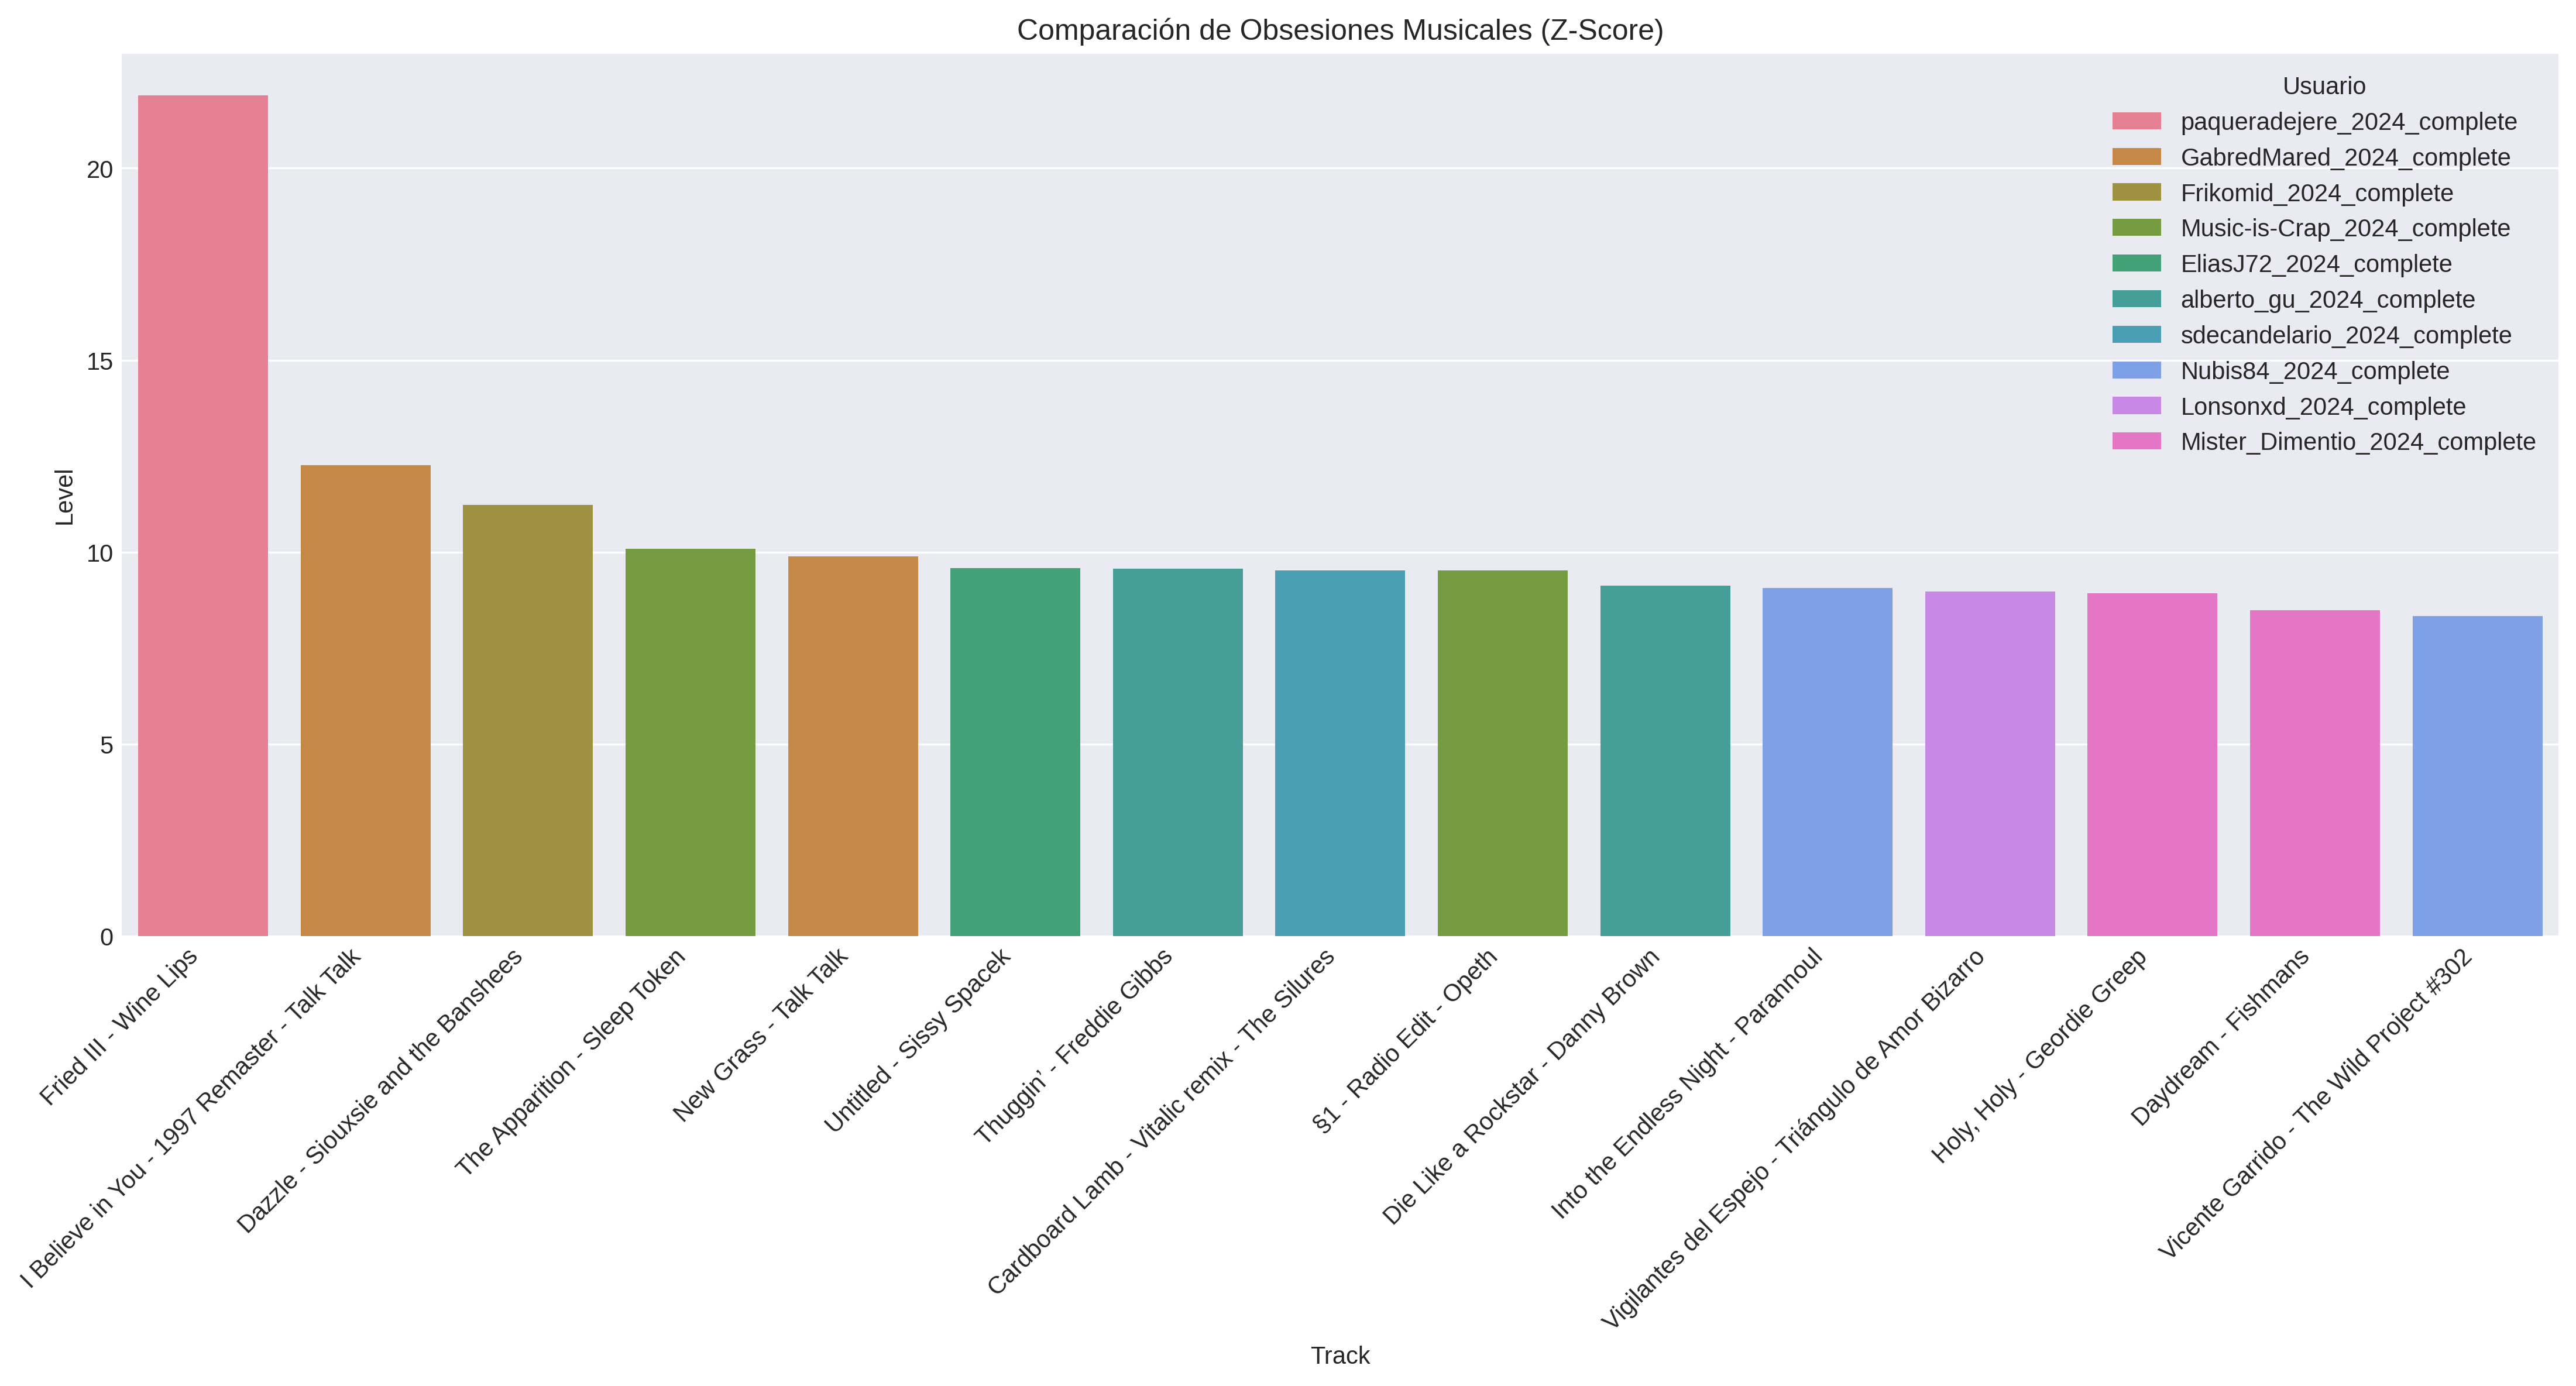 Comparación de Obsesiones Musicales (Z-Score)
Usuario
paqueradejere_2024_complete
GabredMared_2024_complete
Frikomid_2024_complete
Music-is-Crap_2024_complete
EliasJ72_2024_complete
alberto_gu_2024_complete
sdecandelario_2024_complete
Nubis84_2024_complete
Lonsonxd_2024_complete
Mister_Dimentio_2024_complete
Level
20
15
10
5
0
Fried III - Wine Lips
I Believe in You - 1997 Remaster - Talk Talk
Dazzle - Siouxsie and the Banshees
The Apparition - Sleep Token
New Grass - Talk Talk
Untitled - Sissy Spacek
Thuggin’ - Freddie Gibbs
Cardboard Lamb - Vitalic remix - The Silures
§1 - Radio Edit - Opeth
Die Like a Rockstar - Danny Brown
Into the Endless Night - Parannoul
Vigilantes del Espejo - Triángulo de Amor Bizarro
Holy, Holy - Geordie Greep
Daydream - Fishmans
Vicente Garrido - The Wild Project #302
Track